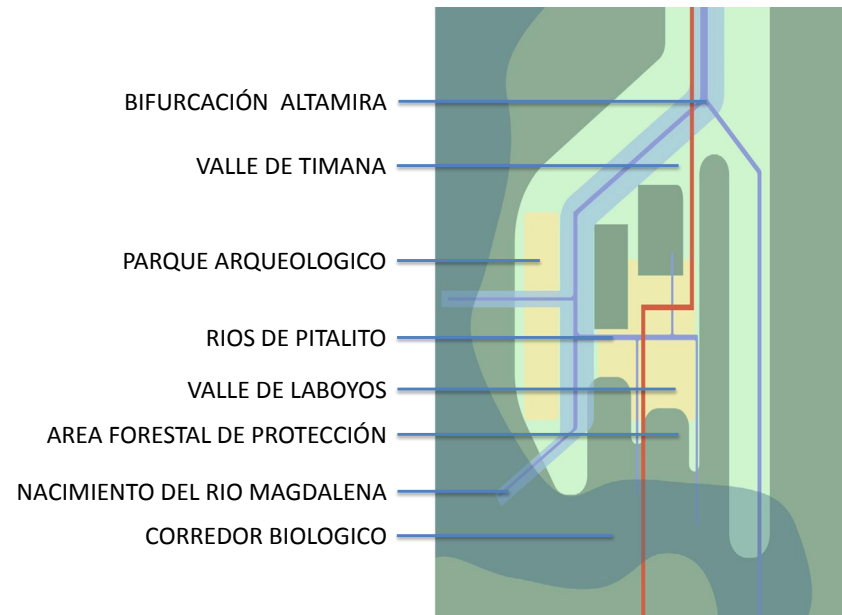 BIFURCACIÓN  ALTAMIRA
VALLE DE TIMANA
PARQUE ARQUEOLOGICO
RIOS DE PITALITO
VALLE DE LABOYOS
AREA FORESTAL DE PROTECCIÓN
NACIMIENTO DEL RIO MAGDALENA
CORREDOR BIOLOGICO